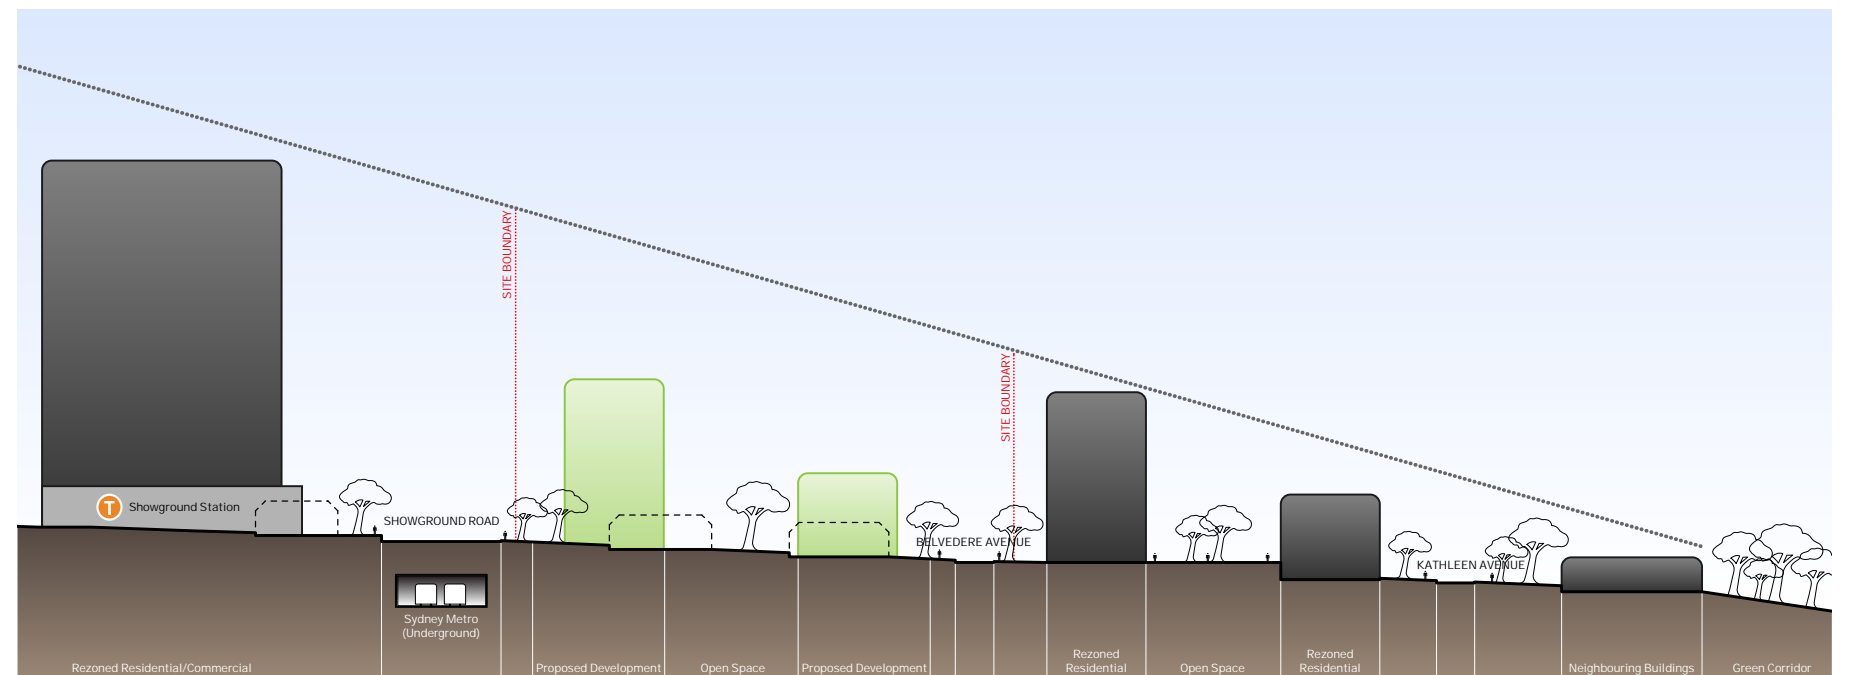 SITE BOUNDARY
SITE BOUNDARY
T Showground Station
SHOWGROUND ROAD
BELVEDERE AVENUE
KATHLEEN AVENUE
Sydney Metro
(Underground)
Rezoned Residential/Commercial
Proposed Development
Open Space
Proposed Development
Rezoned
Residential
Open Space
Rezoned
Residential
Neighbouring Buildings
Green Corridor